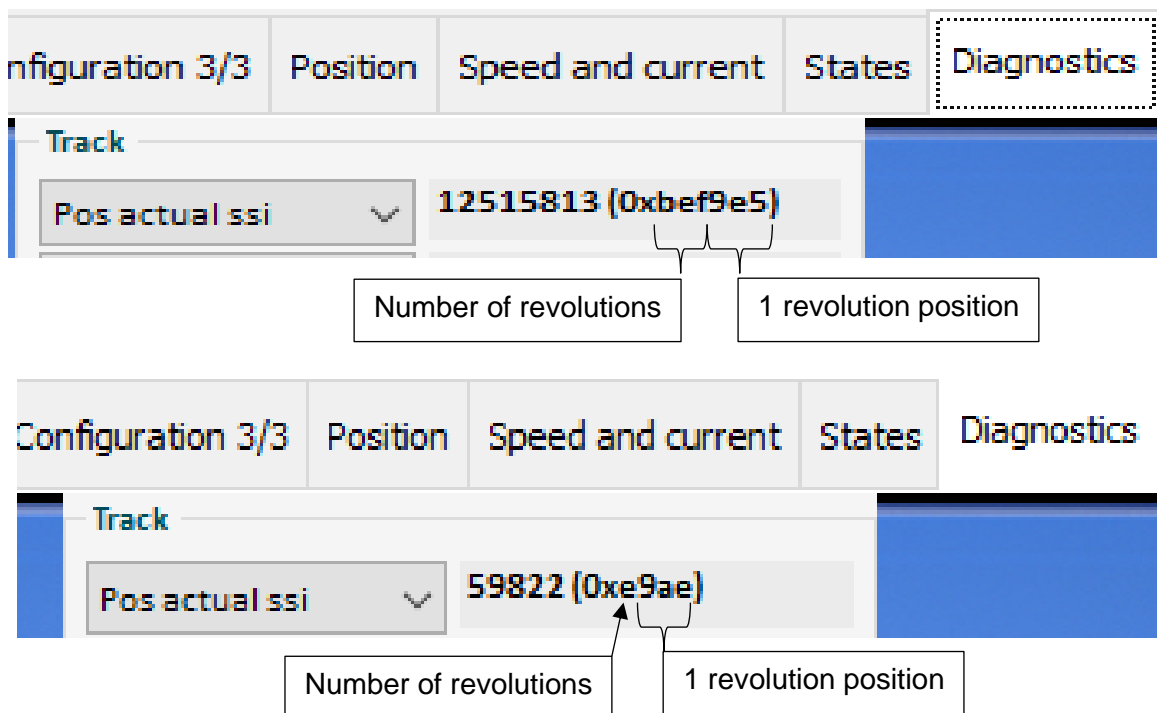 nfiguration 3/3 Position Speed and current States Diagnostics
Track
Pos actual ssi 12515813 (0xbef9e5)
Number of revolutions 1 revolution position
Configuration 3/3 Position Speed and current States Diagnostics
Track
Pos actual ssi 59822 (0xe9ae)
Number of revolutions 1 revolution position